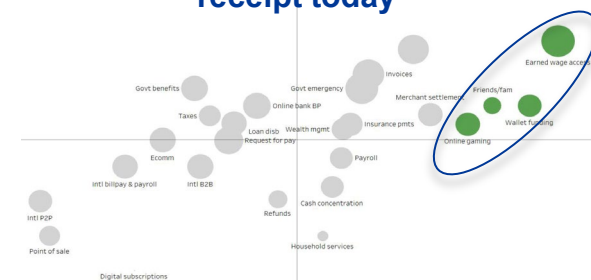 receipt today
Earned wage access
Invoices
Govt benefits
Govt emergency
Friends/fam
Merchant settlement
Online bank BP
Taxes
Wallet funding
Insurance pmts
Wealth mgmt
Loan disb
Request for pay
Online gaming
Ecomm
Payroll
Intl billpay & payroll
Intl B2B
Cash concentration
Refunds
Intl P2P
Household services
Point of sale
Digital subscriptions